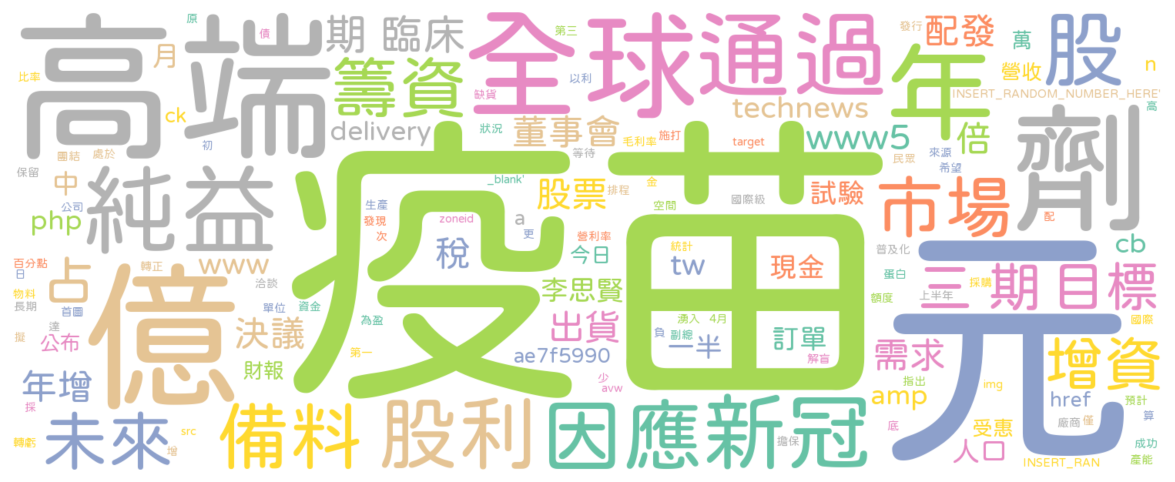 高端
疫苗
全球
通過
元
億
年
股
劑
純益
籌資
期 臨床
市場
三期
目標
增資
未來
備料
股利
因應
新冠
董事會
technews
www5
delivery
配發
萬
營收
n
INSERT_RANDOM_NUMBER_HERE
倍
試驗
股票
php
www
占
中
月
ck
原
債
比率
團結
處於
初
保留
公司
狀況
缺貨
第三
以利
發行
高
毛利率
施打
target
等待
_blank'
民眾
來源
希望
生產
發現
次
zoneid
a
更
稅
排程
金
國際級
空間
配
cb
普及化
蛋白
額度
上半年
採購
國際
百分點
日
物料
長期
首圖
達
擬
公布
轉正
洽談
單位
資金
為盈
今日
營利率
李思賢
出貨
tw
統計
現金
湧入
4月
負
副總
一半
訂單
解盲
決議
財報
年增
第一
ae7f5990
少
avw
需求
指出
amp
img
href
預計
採
轉虧
src
增
擔保
底
受惠
人口
廠商
僅
算
成功
產能
INSERT_RAN